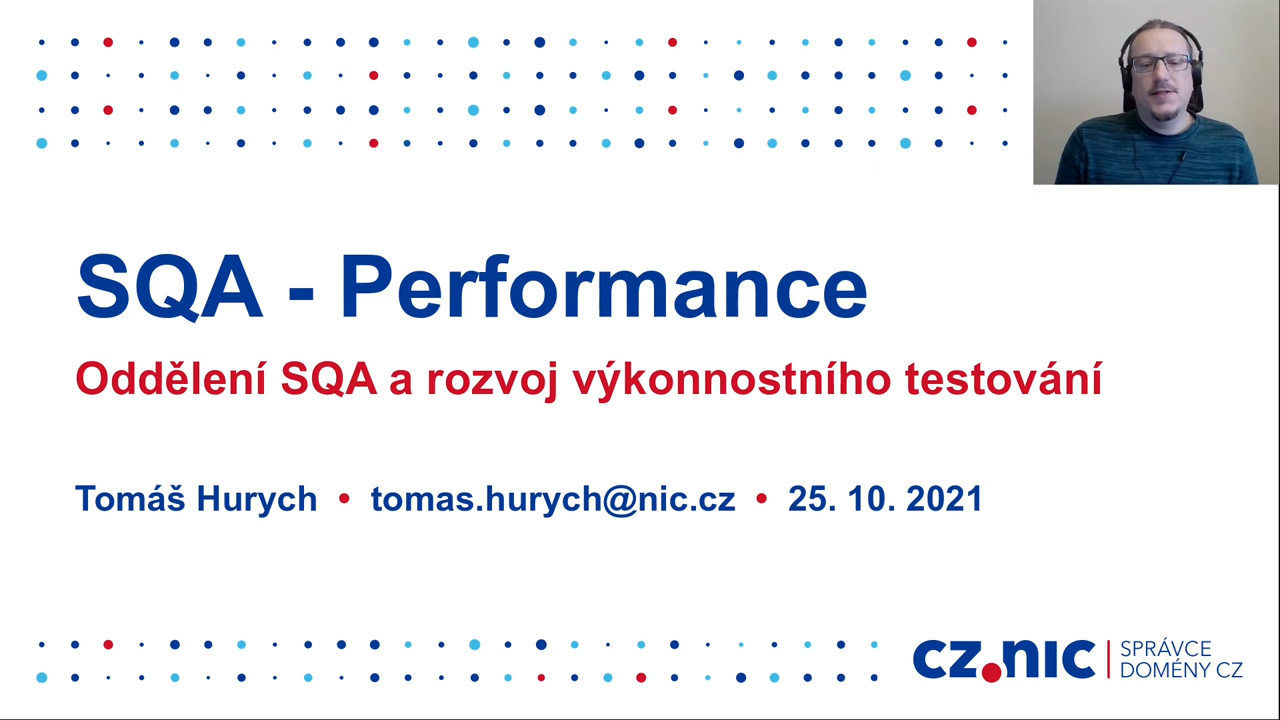 SQA - Performance
Oddělení SQA a rozvoj výkonnostního testování
Tomáš Hurych • tomas.hurych@nic.cz • 25. 10. 2021
cz.nic SPRÁVCE
DOMÉNY CZ